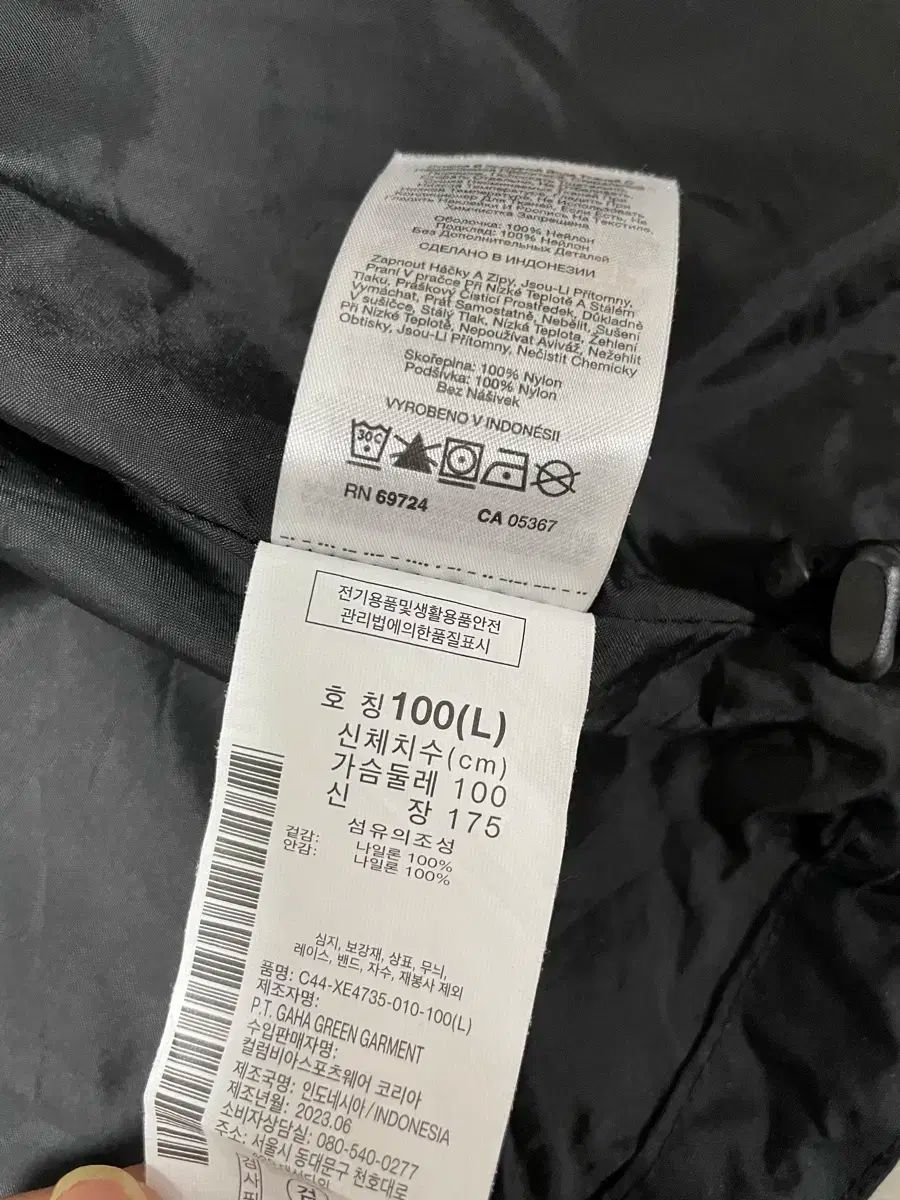 Наклейки И Роспись На Текстиле,
Чистка Запрещена
Оболочка: 100% Нейлон
Подклад: 100% Нейлон
Без Дополнительных Деталей
СДЕЛАНО В ИНДОНЕЗИИ
Zapnout Háčky A Zipy, Jsou-Li Přítomny,
Praní V pračce Při Nízké Teplotě A Stálém
Tlaku, Práškový Čisticí Prostředek, Důkladně
Vymáchat, Prát Samostatně, Nebělit, Sušení
V sušičce, Stálý Tlak, Nízká Teplota, Žehlení
Při Nízké Teplotě, Nepoužívat Aviváž, Nežehlit
Obtisky, Jsou-Li Přítomny, Nečistit Chemicky
Skořepina: 100% Nylon
Podšívka: 100% Nylon
Bez Nášivek
VYROBENO V INDONÉSII
30C
RN 69724 CA 05367
전기용품및생활용품안전
관리법에의한품질표시
호 칭 100(L)
신체치수(cm)
가슴둘레 100
신 장 175
섬유의조성
겉감: 나일론 100%
안감: 나일론 100%
심지, 보강재, 상표, 무늬,
레이스, 밴드, 자수, 재봉사 제외
품명: C44-XE4735-010-100(L)
제조자명:
P.T. GAHA GREEN GARMENT
수입판매자명:
컬럼비아스포츠웨어 코리아
제조국명: 인도네시아/INDONESIA
제조년월: 2023.06
소비자상담실: 080-540-0277
주소: 서울시 동대문구 천호대로
검
사
필
검